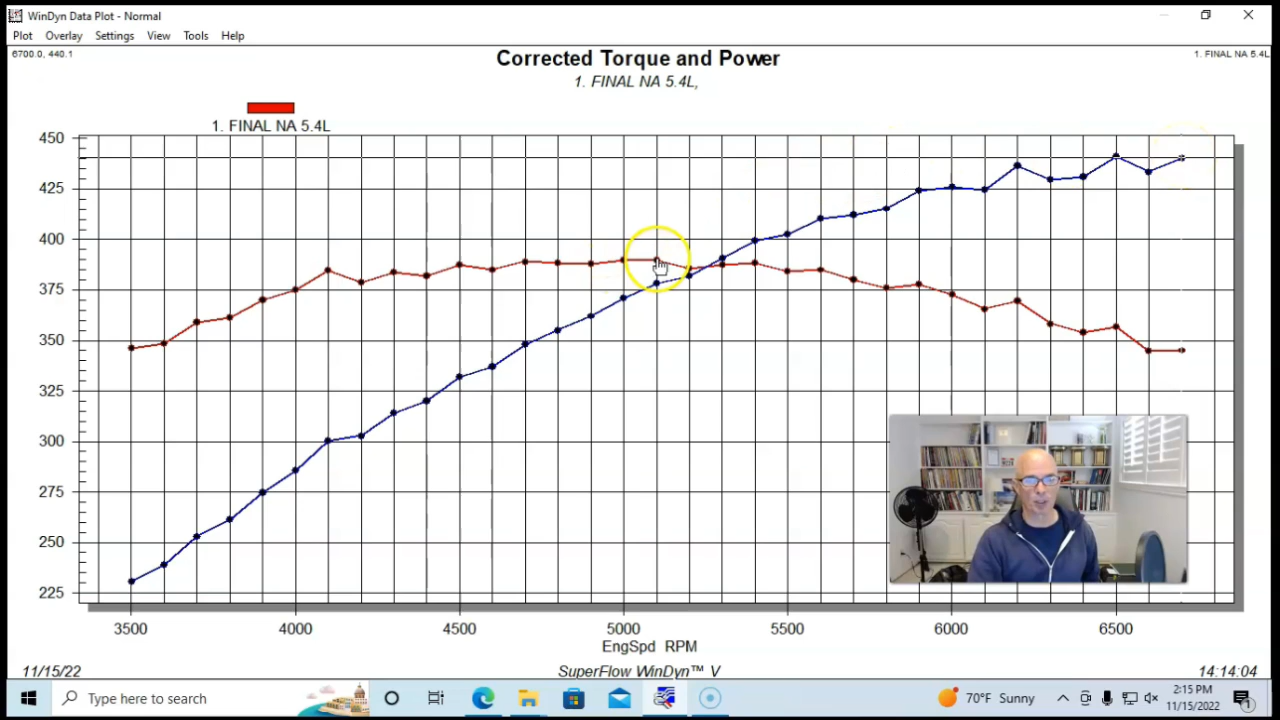 WinDyn Data Plot - Normal
Plot Overlay Settings View Tools Help
6700.0, 440.1
1. FINAL NA 5.4L
Corrected Torque and Power
1. FINAL NA 5.4L,
1. FINAL NA 5.4L
450
425
400
375
350
325
300
275
250
225
3500 4000 4500 5000 5500 6000 6500
EngSpd RPM
11/15/22
SuperFlow WinDyn™ V
14:14:04
Type here to search
70°F Sunny
2:15 PM
11/15/2022
1